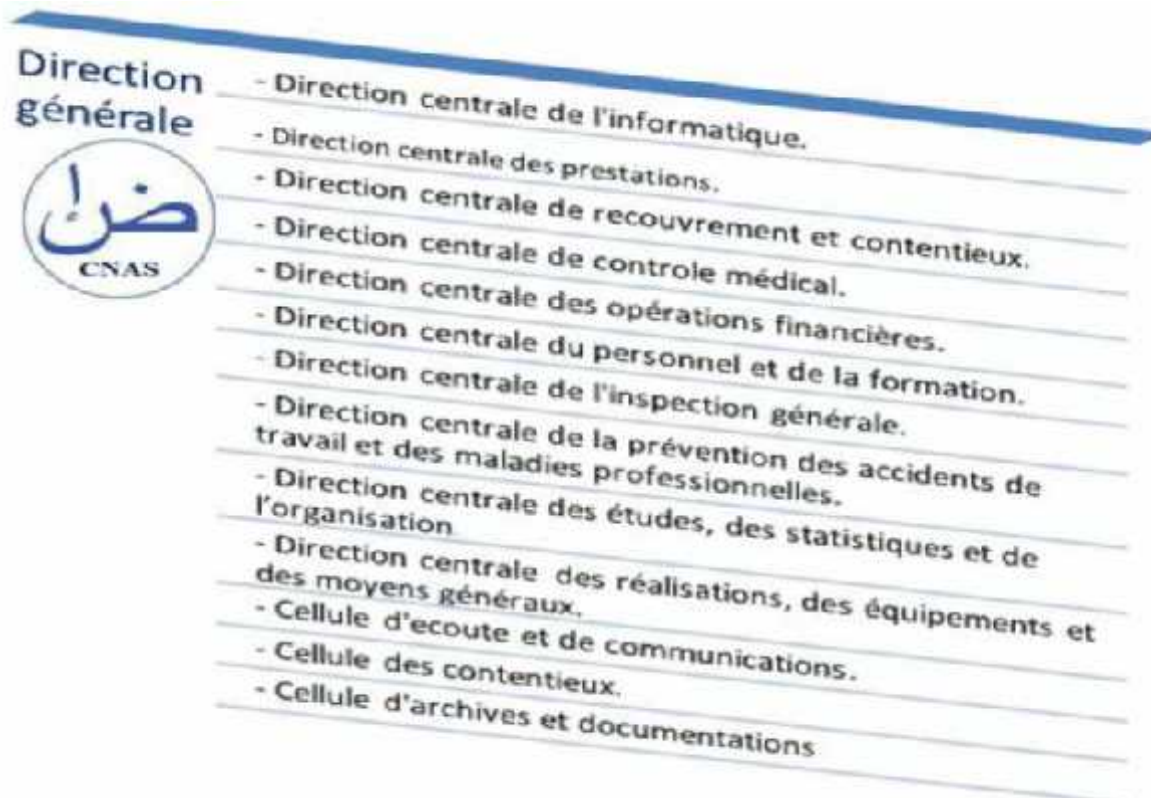 Direction
générale
ض إ
CNAS
- Direction centrale de l'informatique.
- Direction centrale des prestations.
- Direction centrale de recouvrement et contentieux.
- Direction centrale de controle médical.
- Direction centrale des opérations financières.
- Direction centrale du personnel et de la formation.
- Direction centrale de l'inspection générale.
- Direction centrale de la prévention des accidents de
travail et des maladies professionnelles.
- Direction centrale des études, des statistiques et de
l'organisation
- Direction centrale des réalisations, des équipements et
des moyens généraux.
- Cellule d'ecoute et de communications.
- Cellule des contentieux.
- Cellule d'archives et documentations